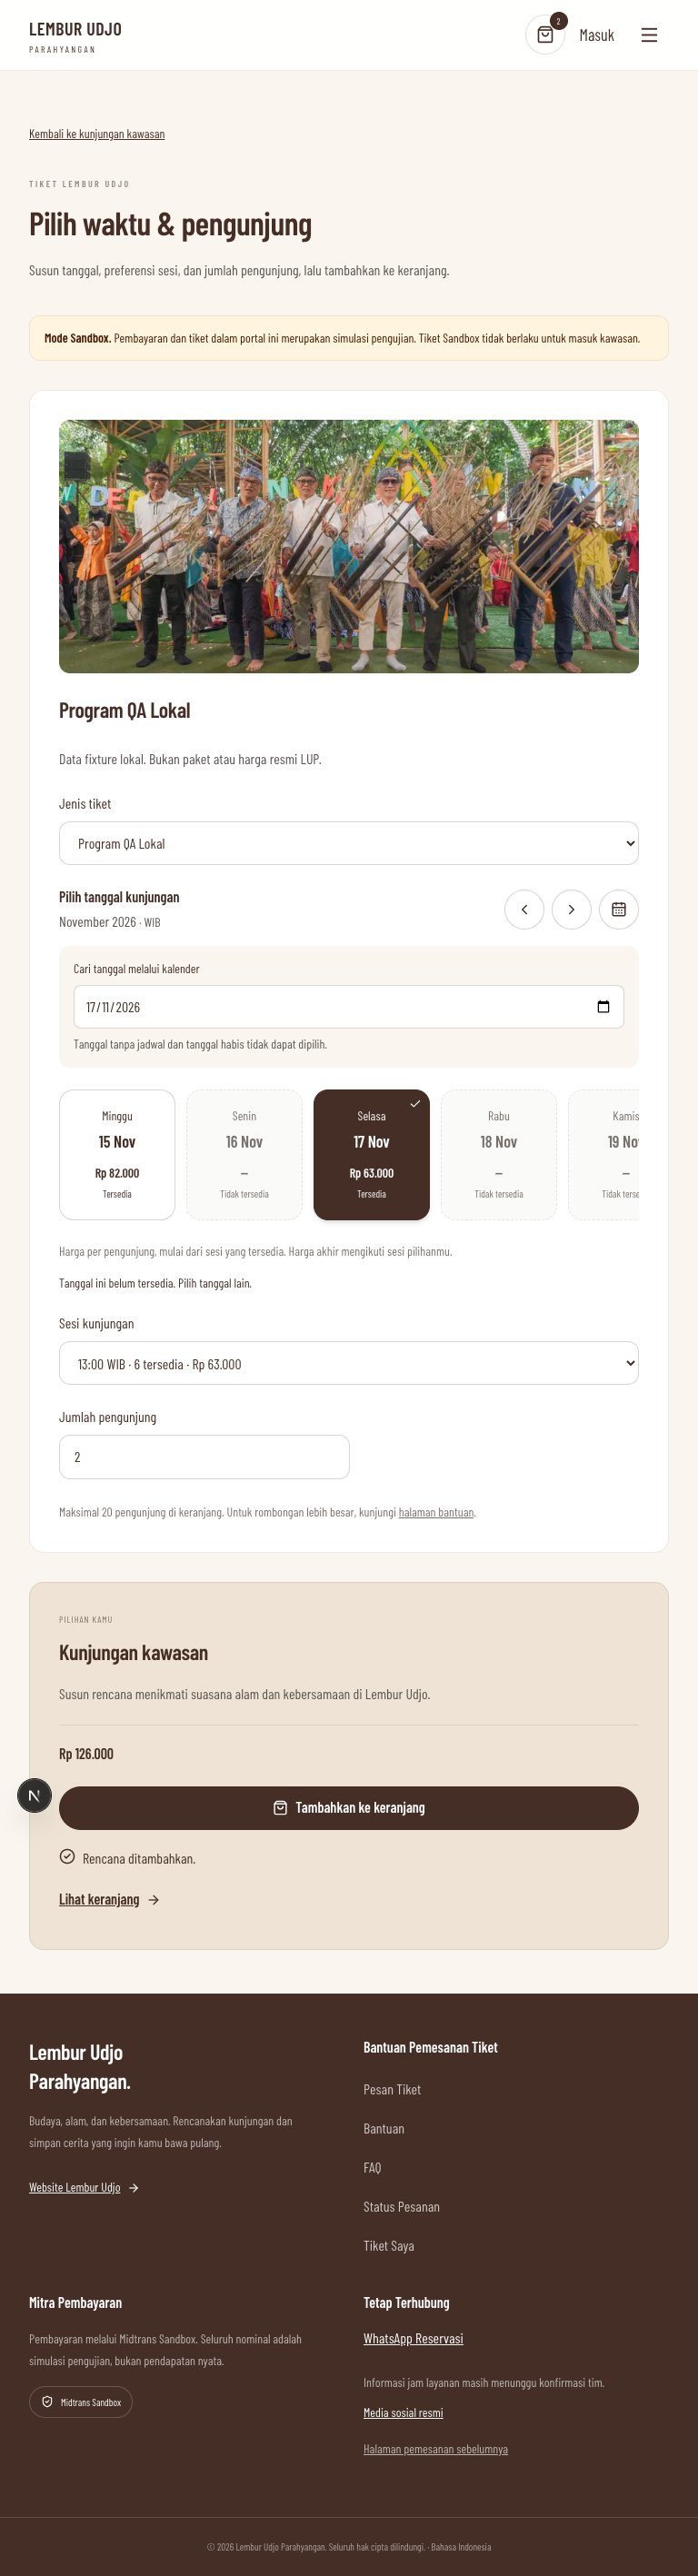 LEMBUR UDJO
PARAHYANGAN
2
Masuk
Kembali ke kunjungan kawasan
TIKET LEMBUR UDJO
Pilih waktu & pengunjung
Susun tanggal, preferensi sesi, dan jumlah pengunjung, lalu tambahkan ke keranjang.
Mode Sandbox. Pembayaran dan tiket dalam portal ini merupakan simulasi pengujian. Tiket Sandbox tidak berlaku untuk masuk kawasan.
Program QA Lokal
Data fixture lokal. Bukan paket atau harga resmi LUP.
Jenis tiket
Program QA Lokal
Pilih tanggal kunjungan
November 2026 · WIB
Cari tanggal melalui kalender
17/11/2026
Tanggal tanpa jadwal dan tanggal habis tidak dapat dipilih.
Minggu Senin Selasa Rabu Kamis
15 Nov 16 Nov 17 Nov 18 Nov 19 Nov
Rp 82.000 – Rp 63.000 – –
Tersedia Tidak tersedia Tersedia Tidak tersedia Tidak terse
Harga per pengunjung, mulai dari sesi yang tersedia. Harga akhir mengikuti sesi pilihanmu.
Tanggal ini belum tersedia. Pilih tanggal lain.
Sesi kunjungan
13:00 WIB · 6 tersedia · Rp 63.000
Jumlah pengunjung
2
Maksimal 20 pengunjung di keranjang. Untuk rombongan lebih besar, kunjungi halaman bantuan.
PILIHAN KAMU
Kunjungan kawasan
Susun rencana menikmati suasana alam dan kebersamaan di Lembur Udjo.
Rp 126.000
N
Tambahkan ke keranjang
Rencana ditambahkan.
Lihat keranjang →
Lembur Udjo
Parahyangan.
Budaya, alam, dan kebersamaan. Rencanakan kunjungan dan
simpan cerita yang ingin kamu bawa pulang.
Website Lembur Udjo →
Bantuan Pemesanan Tiket
Pesan Tiket
Bantuan
FAQ
Status Pesanan
Tiket Saya
Mitra Pembayaran
Pembayaran melalui Midtrans Sandbox. Seluruh nominal adalah
simulasi pengujian, bukan pendapatan nyata.
Midtrans Sandbox
Tetap Terhubung
WhatsApp Reservasi
Informasi jam layanan masih menunggu konfirmasi tim.
Media sosial resmi
Halaman pemesanan sebelumnya
© 2026 Lembur Udjo Parahyangan. Seluruh hak cipta dilindungi. · Bahasa Indonesia